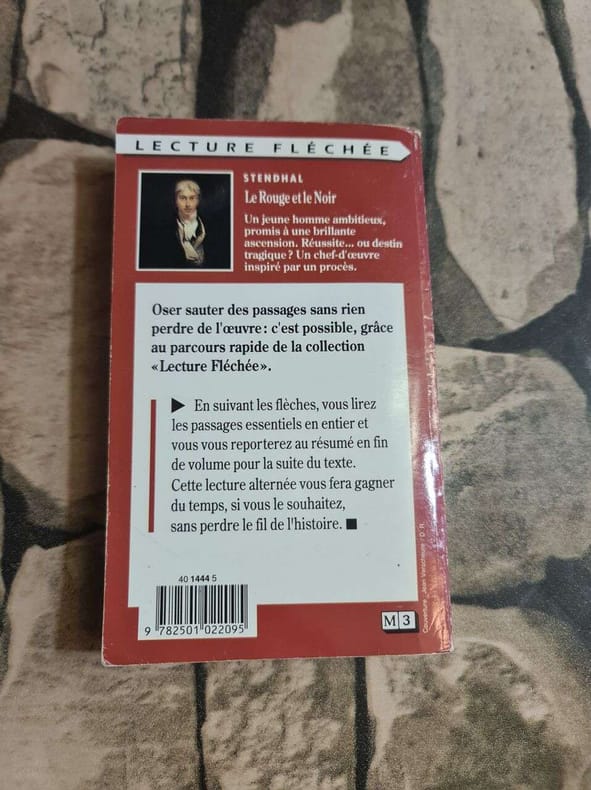 LECTURE FLÉCHÉE
STENDHAL
Le Rouge et le Noir
Un jeune homme ambitieux,
promis à une brillante
ascension. Réussite... ou destin
tragique ? Un chef-d'œuvre
inspiré par un procès.
Oser sauter des passages sans rien
perdre de l'œuvre : c'est possible, grâce
au parcours rapide de la collection
«Lecture Fléchée».
► En suivant les flèches, vous lirez
les passages essentiels en entier et
vous vous reporterez au résumé en fin
de volume pour la suite du texte.
Cette lecture alternée vous fera gagner
du temps, si vous le souhaitez,
sans perdre le fil de l'histoire. ■
40 1444 5
9 782501 022095
M 3
Couverture : Jean Verschelde / D. R.